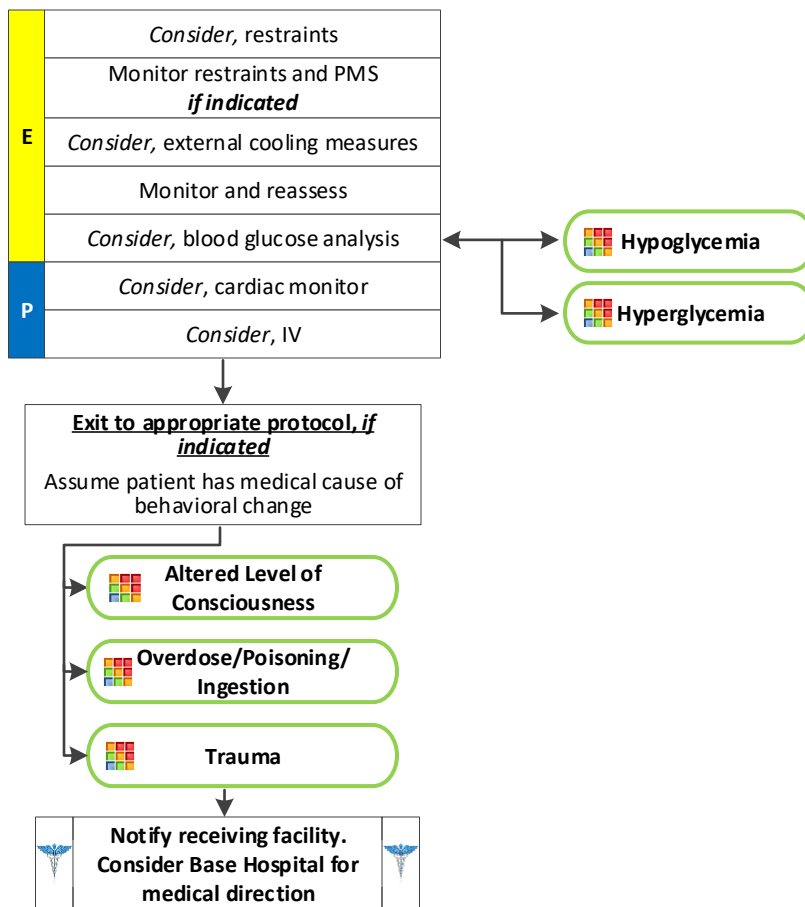 Consider, restraints
Monitor restraints and PMS
if indicated
E
Consider, external cooling measures
Monitor and reassess
Consider, blood glucose analysis
Hypoglycemia
P
Consider, cardiac monitor
Hyperglycemia
Consider, IV
Exit to appropriate protocol, if
indicated
Assume patient has medical cause of
behavioral change
Altered Level of
Consciousness
Overdose/Poisoning/
Ingestion
Trauma
Notify receiving facility.
Consider Base Hospital for
medical direction